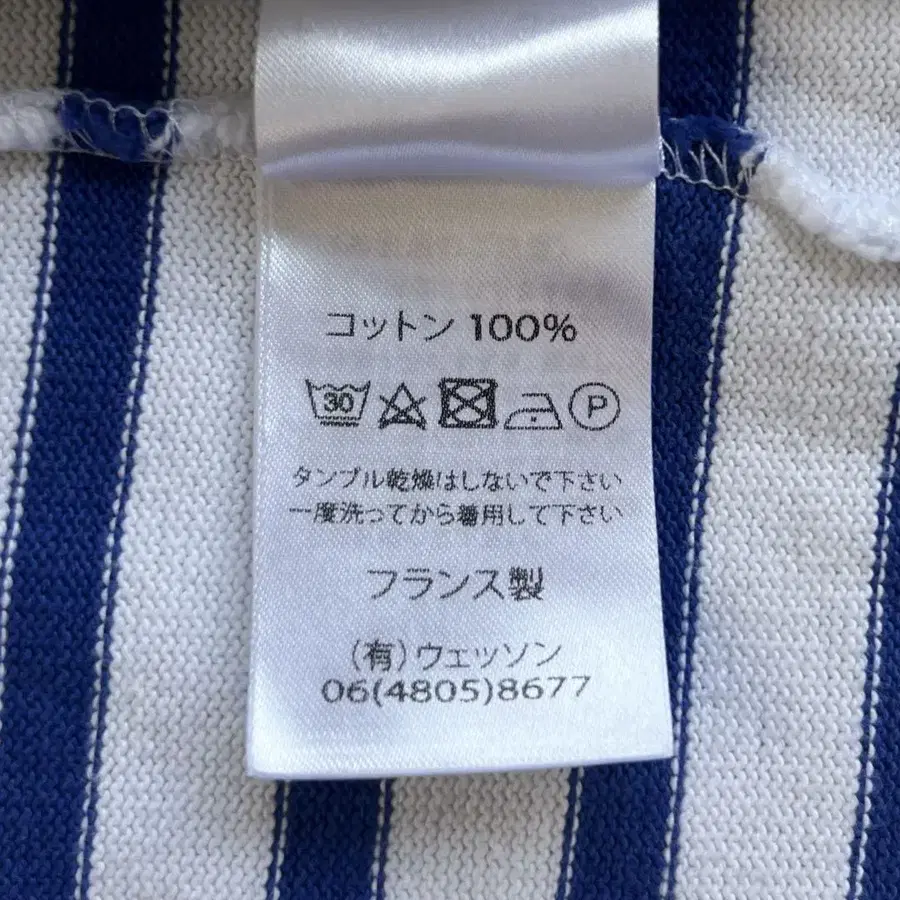 コットン 100%
30 P
タンブル乾燥はしないで下さい
一度洗ってから着用して下さい
フランス製
(有)ウェッソン
06(4805)8677